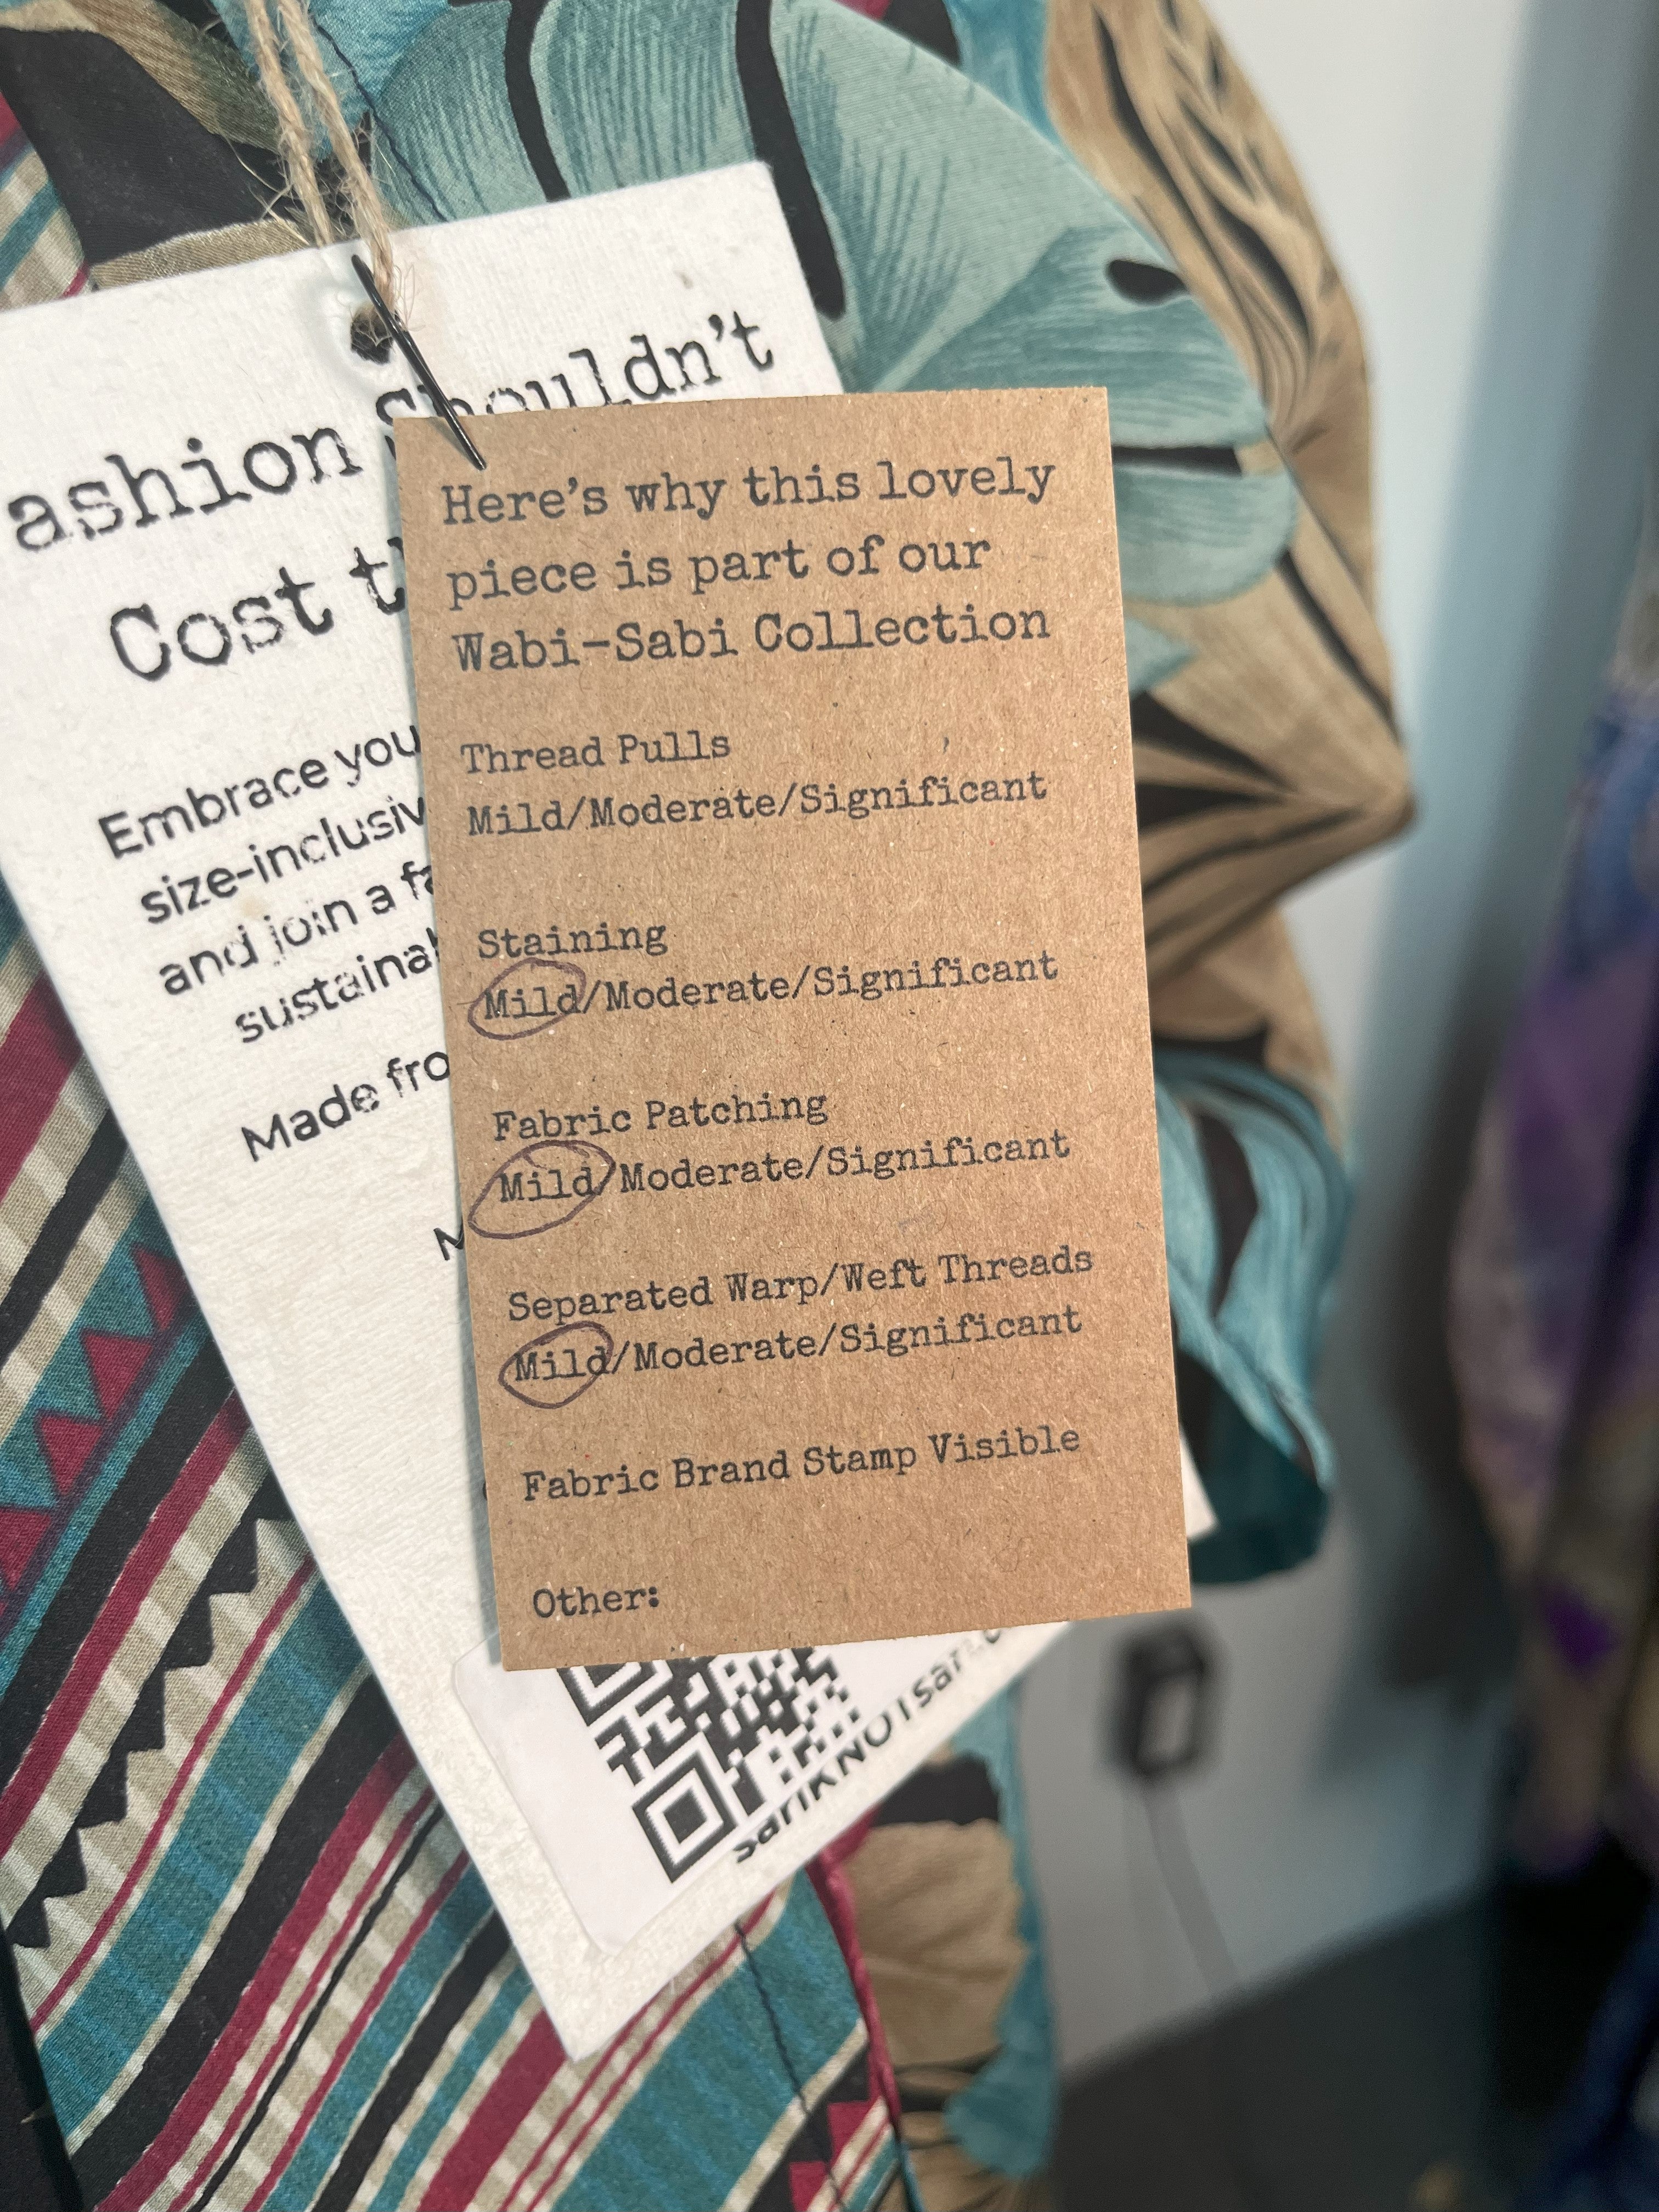 ashion Shouldn't
Cost
Embrace
size-inclusiv
and join a
sustaina
Made fro
Here's why this lovely
piece is part of our
Wabi-Sabi Collection
Thread Pulls
Mild/Moderate/Significant
Staining
Mild/Moderate/Significant
Fabric Patching
Mild/Moderate/Significant
Separated Warp/Weft Threads
Mild/Moderate/Significant
Fabric Brand Stamp Visible
Other: